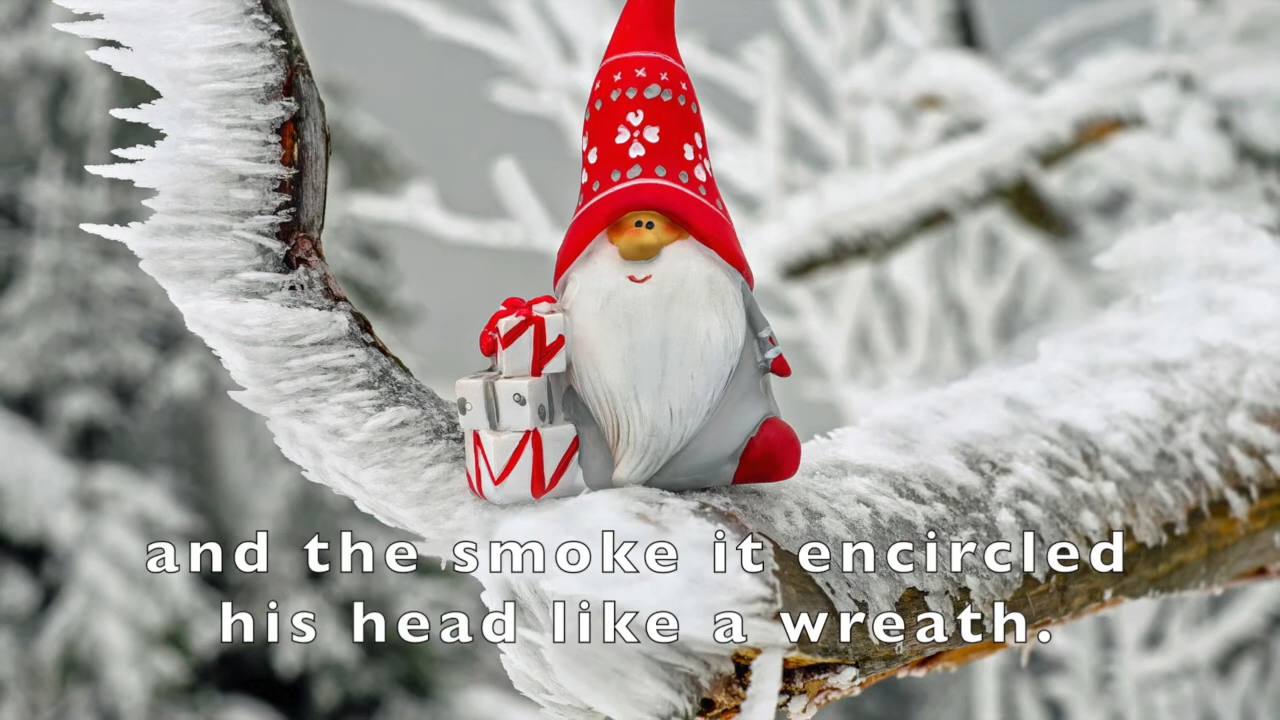 and the smoke it encircled
his head like a wreath.